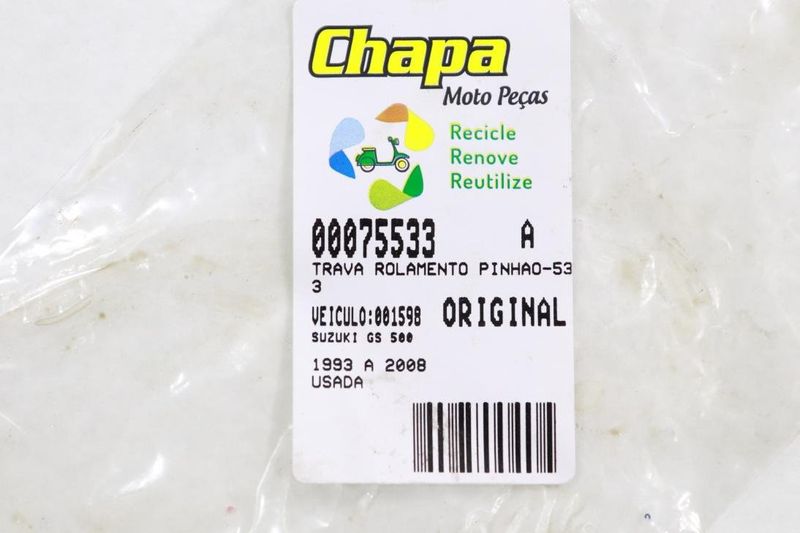 Chapa
Moto Peças
Recicle
Renove
Reutilize
00075533 A
TRAVA ROLAMENTO PINHAO-53
3
VEICULO:001598 ORIGINAL
SUZUKI GS 500
1993 A 2008
USADA